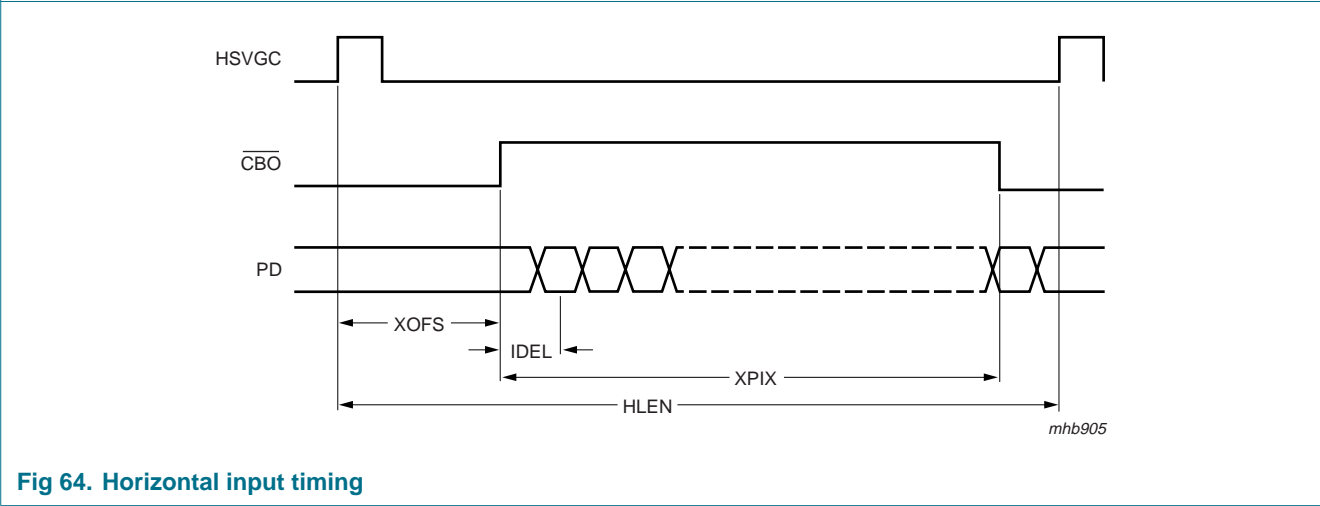 HSVGC
CBO
PD
XOFS
IDEL
XPIX
HLEN
mhb905
Fig 64. Horizontal input timing